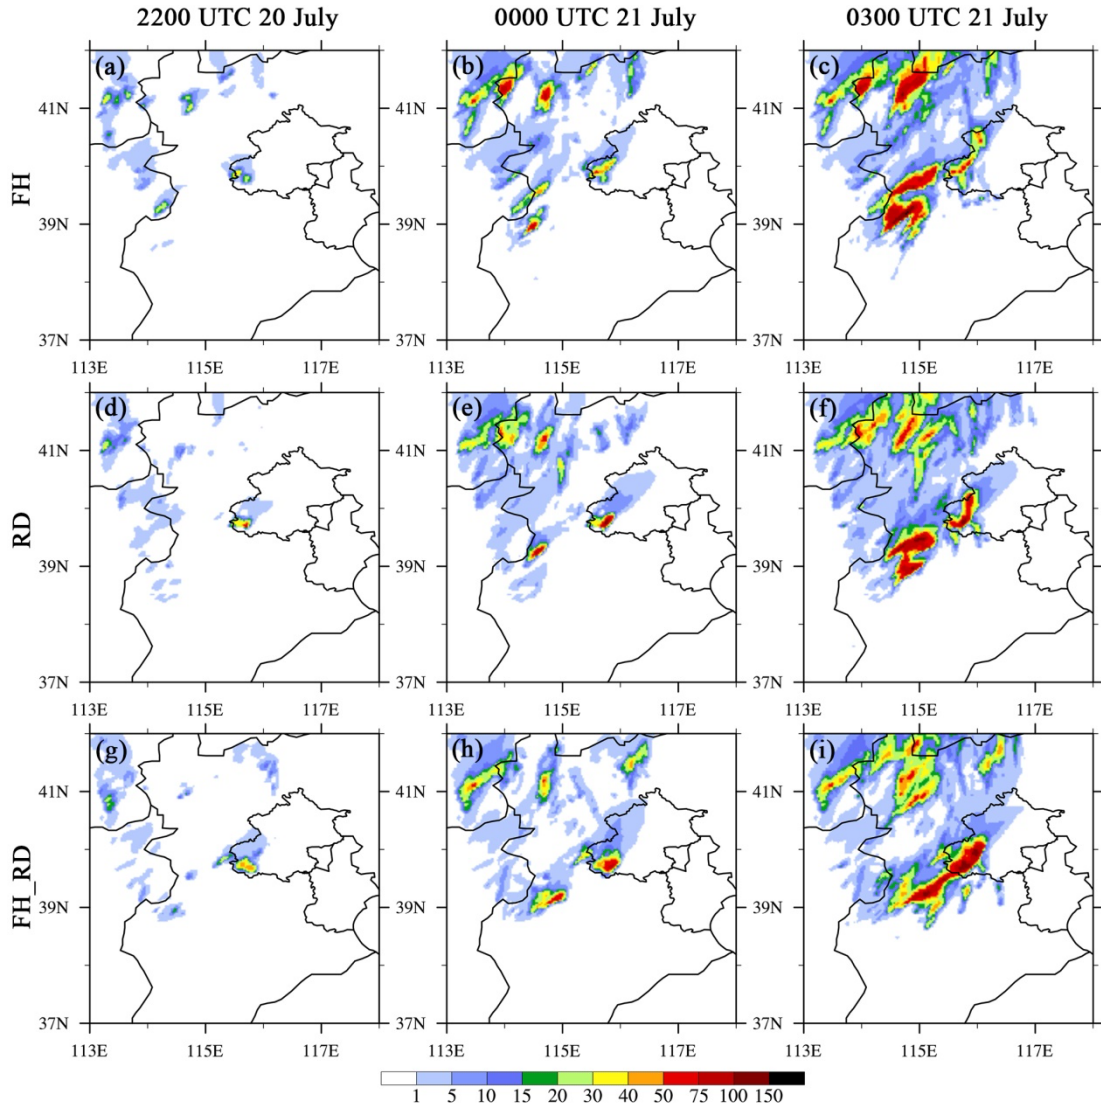 2200 UTC 20 July 0000 UTC 21 July 0300 UTC 21 July
(a) (b) (c)
41N 41N 41N
FH
39N 39N 39N
37N 37N 37N
113E 115E 117E 113E 115E 117E 113E 115E 117E
(d) (e) (f)
41N 41N 41N
RD
39N 39N 39N
37N 37N 37N
113E 115E 117E 113E 115E 117E 113E 115E 117E
(g) (h) (i)
41N 41N 41N
FH_RD
39N 39N 39N
37N 37N 37N
113E 115E 117E 113E 115E 117E 113E 115E 117E
1 5 10 15 20 30 40 50 75 100 150